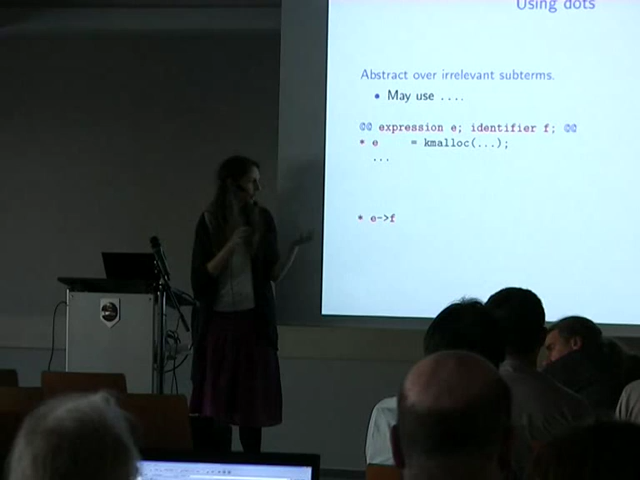 Using dots
Abstract over irrelevant subterms.
• May use ....
@@ expression e; identifier f; @@
* e = kmalloc(...);
...
* e->f